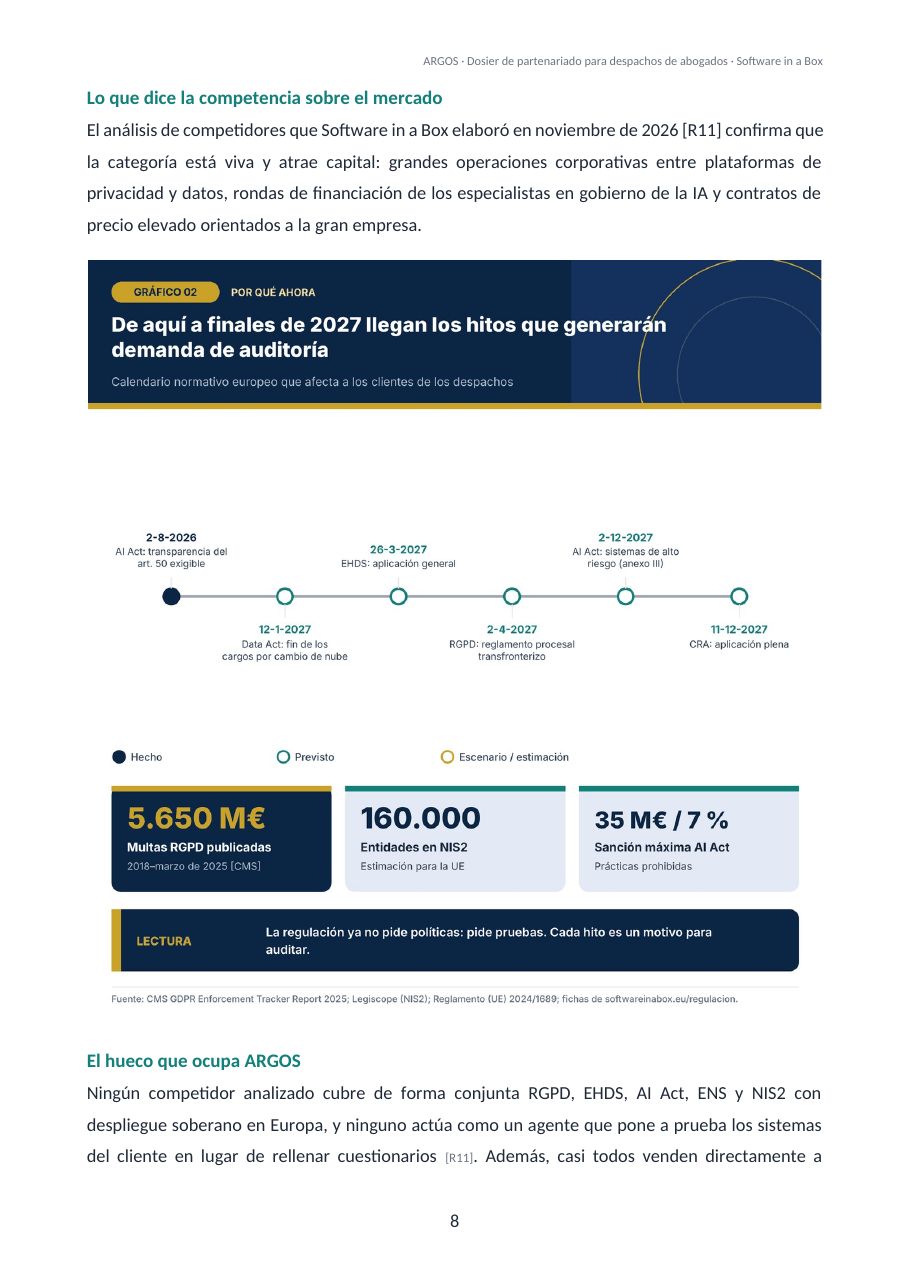 ARGOS · Dosier de partenariado para despachos de abogados · Software in a Box
Lo que dice la competencia sobre el mercado
El análisis de competidores que Software in a Box elaboró en noviembre de 2026 [R11] confirma que
la categoría está viva y atrae capital: grandes operaciones corporativas entre plataformas de
privacidad y datos, rondas de financiación de los especialistas en gobierno de la IA y contratos de
precio elevado orientados a la gran empresa.
GRÁFICO 02
POR QUÉ AHORA
De aquí a finales de 2027 llegan los hitos que generarán
demanda de auditoría
Calendario normativo europeo que afecta a los clientes de los despachos
2-8-2026
AI Act: transparencia del
art. 50 exigible
12-1-2027
Data Act: fin de los
cargos por cambio de nube
26-3-2027
EHDS: aplicación general
2-4-2027
RGPD: reglamento procesal
transfronterizo
2-12-2027
AI Act: sistemas de alto
riesgo (anexo III)
11-12-2027
CRA: aplicación plena
Hecho
Previsto
Escenario / estimación
5.650 M€
Multas RGPD publicadas
2018–marzo de 2025 [CMS]
160.000
Entidades en NIS2
Estimación para la UE
35 M€ / 7 %
Sanción máxima AI Act
Prácticas prohibidas
LECTURA
La regulación ya no pide políticas: pide pruebas. Cada hito es un motivo para
auditar.
Fuente: CMS GDPR Enforcement Tracker Report 2025; Legiscope (NIS2); Reglamento (UE) 2024/1689; fichas de softwareinabox.eu/regulacion.
El hueco que ocupa ARGOS
Ningún competidor analizado cubre de forma conjunta RGPD, EHDS, AI Act, ENS y NIS2 con
despliegue soberano en Europa, y ninguno actúa como un agente que pone a prueba los sistemas
del cliente en lugar de rellenar cuestionarios [R11]. Además, casi todos venden directamente a
8